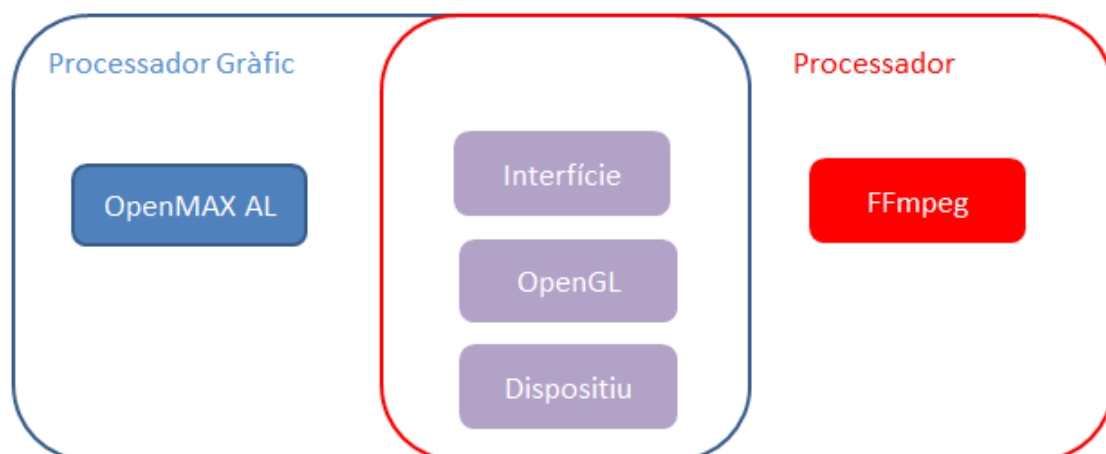 Processador Gràfic
Processador
Interfície
OpenMAX AL
FFmpeg
OpenGL
Dispositiu